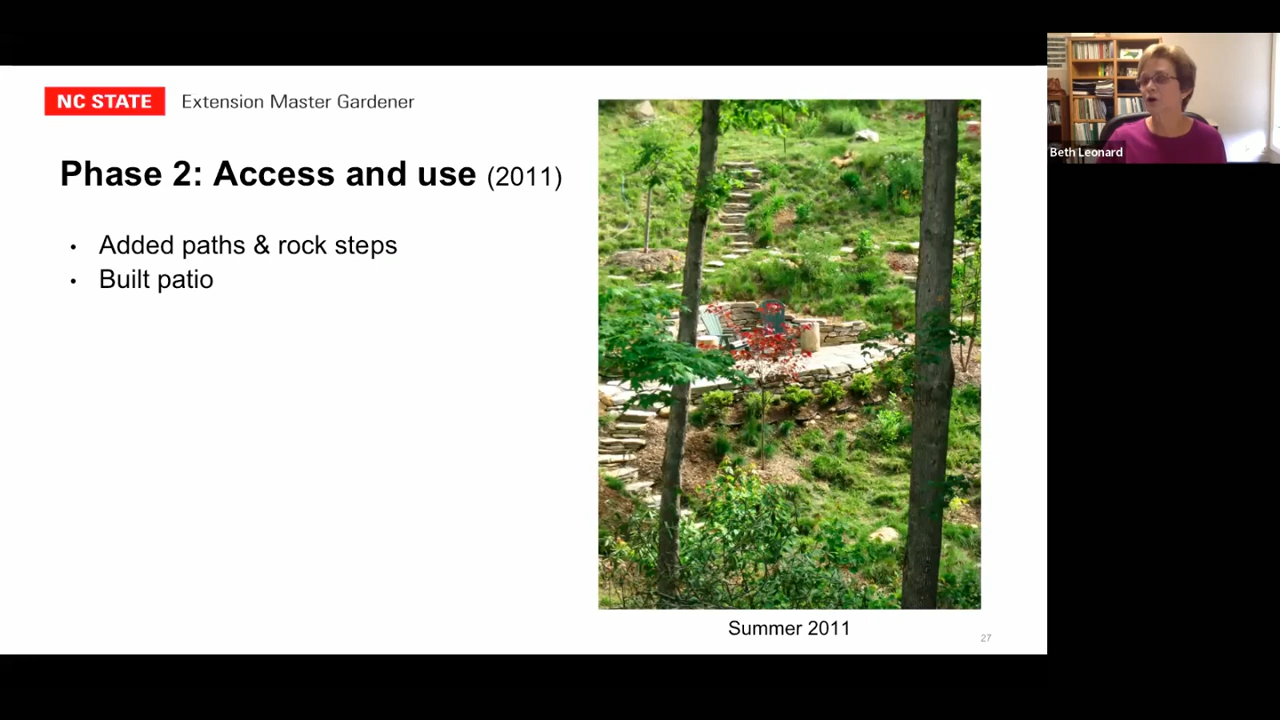 NC STATE Extension Master Gardener
Phase 2: Access and use (2011)
• Added paths & rock steps
• Built patio
Summer 2011
27
Beth Leonard